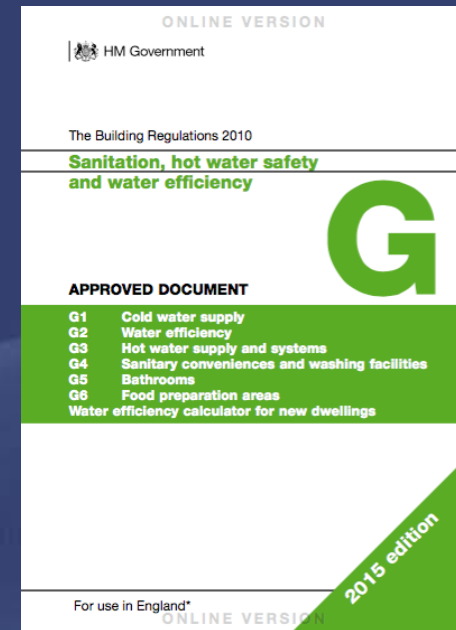 ONLINE VERSION
HM Government
The Building Regulations 2010
Sanitation, hot water safety
and water efficiency
G
APPROVED DOCUMENT
G1 Cold water supply
G2 Water efficiency
G3 Hot water supply and systems
G4 Sanitary conveniences and washing facilities
G5 Bathrooms
G6 Food preparation areas
Water efficiency calculator for new dwellings
2015 edition
For use in England*
ONLINE VERSION